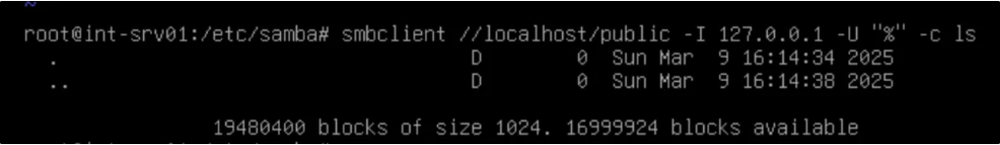 ~
root@int-srv01:/etc/samba# smbclient //localhost/public -I 127.0.0.1 -U "%" -c ls
. D 0 Sun Mar 9 16:14:34 2025
.. D 0 Sun Mar 9 16:14:38 2025
19480400 blocks of size 1024. 16999924 blocks available